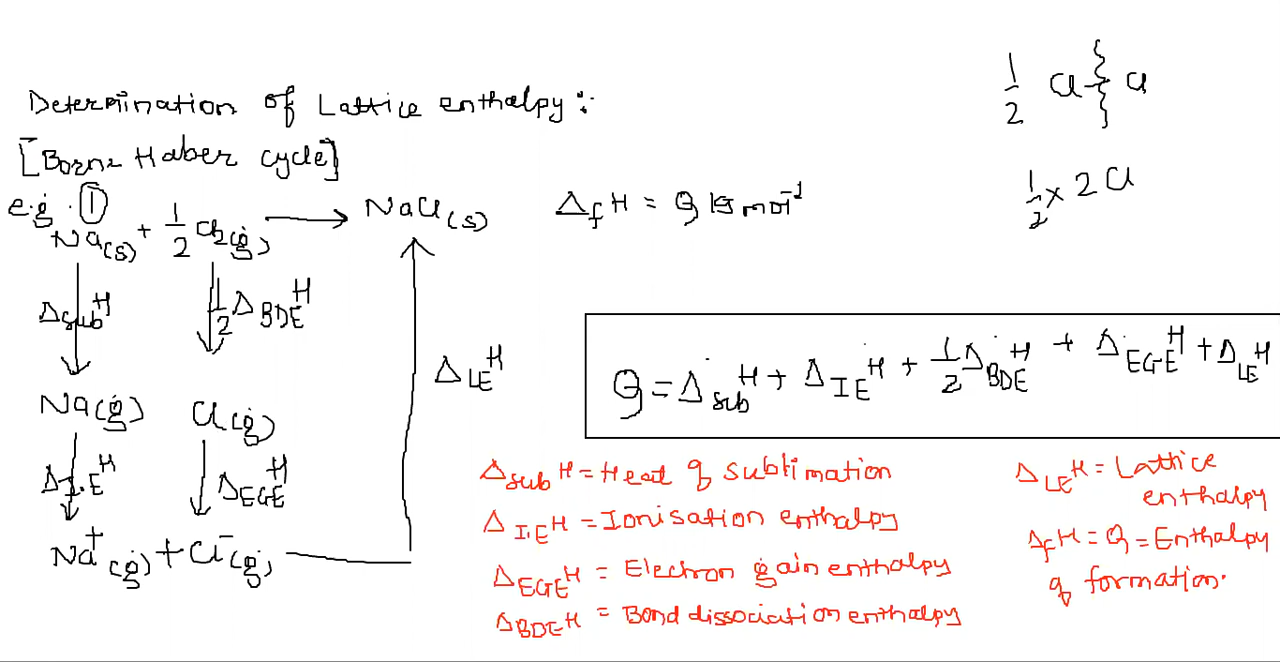 Determination of Lattice enthalpy :-
[Born-Haber cycle]
e.g. ①
Na(s) + 1/2 Cl2(g) → NaCl(s)
ΔfH = Q kJ mol⁻¹
1/2 Cl-Cl
1/2 × 2 Cl
ΔsubH
1/2 ΔBDEH
ΔLEH
Na(g) Cl(g)
ΔI.EH
ΔEGEH
Na⁺(g) + Cl⁻(g)
Q = ΔsubH + ΔIEH + 1/2 ΔBDEH + ΔEGEH + ΔLEH
ΔsubH = Heat of sublimation
ΔI.EH = Ionisation enthalpy
ΔEGEH = Electron gain enthalpy
ΔBDEH = Bond dissociation enthalpy
ΔLEH = Lattice
enthalpy
ΔfH = Q = Enthalpy
of formation.